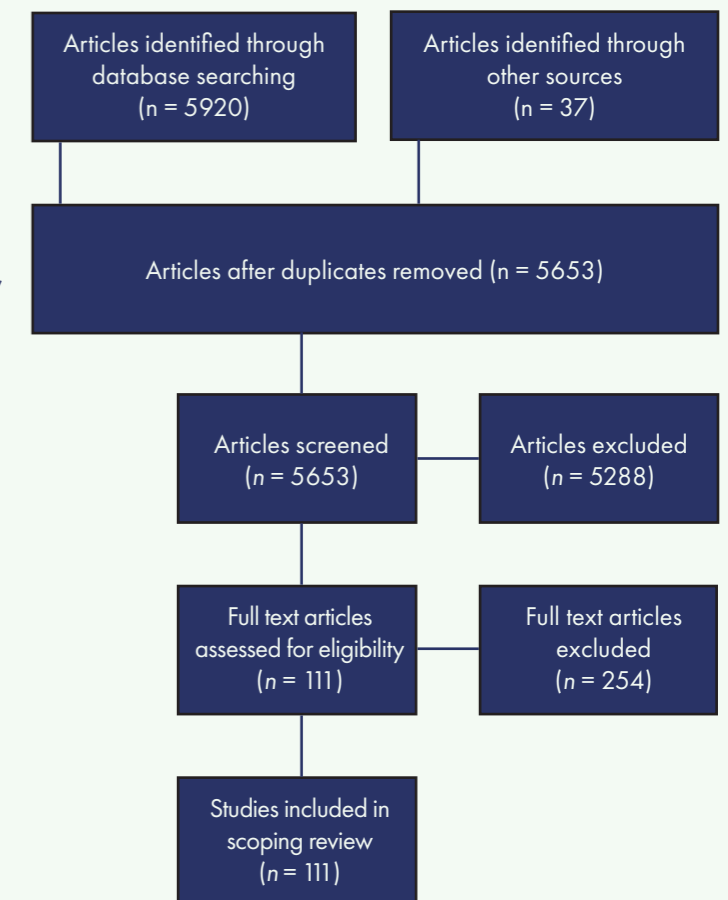 Articles identified through
database searching
(n = 5920)
Articles identified through
other sources
(n = 37)
Articles after duplicates removed (n = 5653)
Articles screened
(n = 5653)
Articles excluded
(n = 5288)
Full text articles
assessed for eligibility
(n = 111)
Full text articles
excluded
(n = 254)
Studies included in
scoping review
(n = 111)